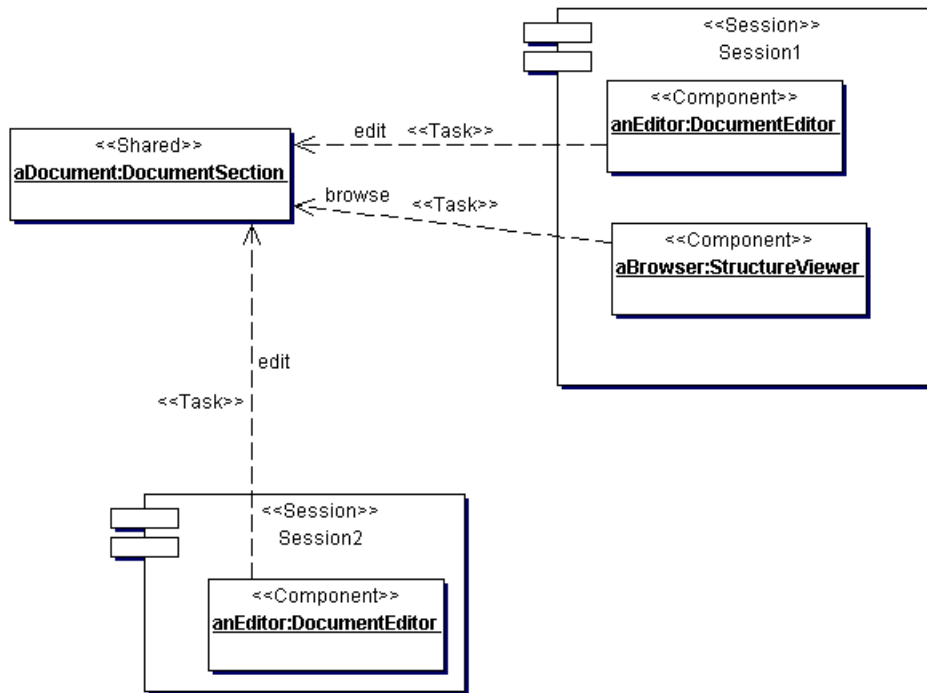 <<Session>>
Session1
<<Component>>
anEditor:DocumentEditor
edit <<Task>>
<<Shared>>
aDocument:DocumentSection
browse
<<Task>>
<<Component>>
aBrowser:StructureViewer
edit
<<Task>>
<<Session>>
Session2
<<Component>>
anEditor:DocumentEditor